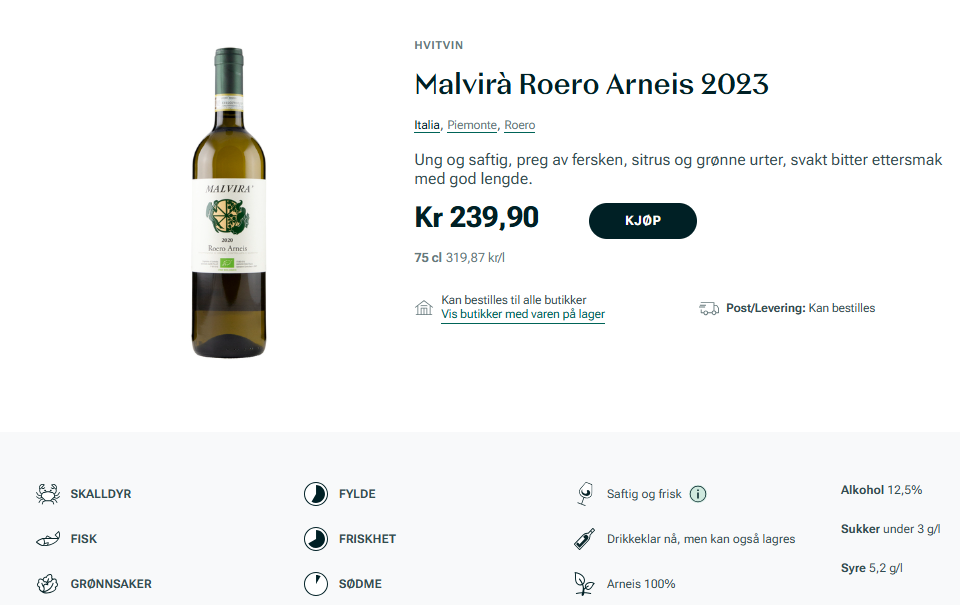 HVITVIN
Malvirà Roero Arneis 2023
Italia, Piemonte, Roero
Ung og saftig, preg av fersken, sitrus og grønne urter, svakt bitter ettersmak
med god lengde.
Kr 239,90
KJØP
75 cl 319,87 kr/l
Kan bestilles til alle butikker
Vis butikker med varen på lager
Post/Levering: Kan bestilles
MALVIRA'
2020
Roero Arneis
SKALLDYR
FISK
GRØNNSAKER
FYLDE
FRISKHET
SØDME
Saftig og frisk
Drikkeklar nå, men kan også lagres
Arneis 100%
Alkohol 12,5%
Sukker under 3 g/l
Syre 5,2 g/l